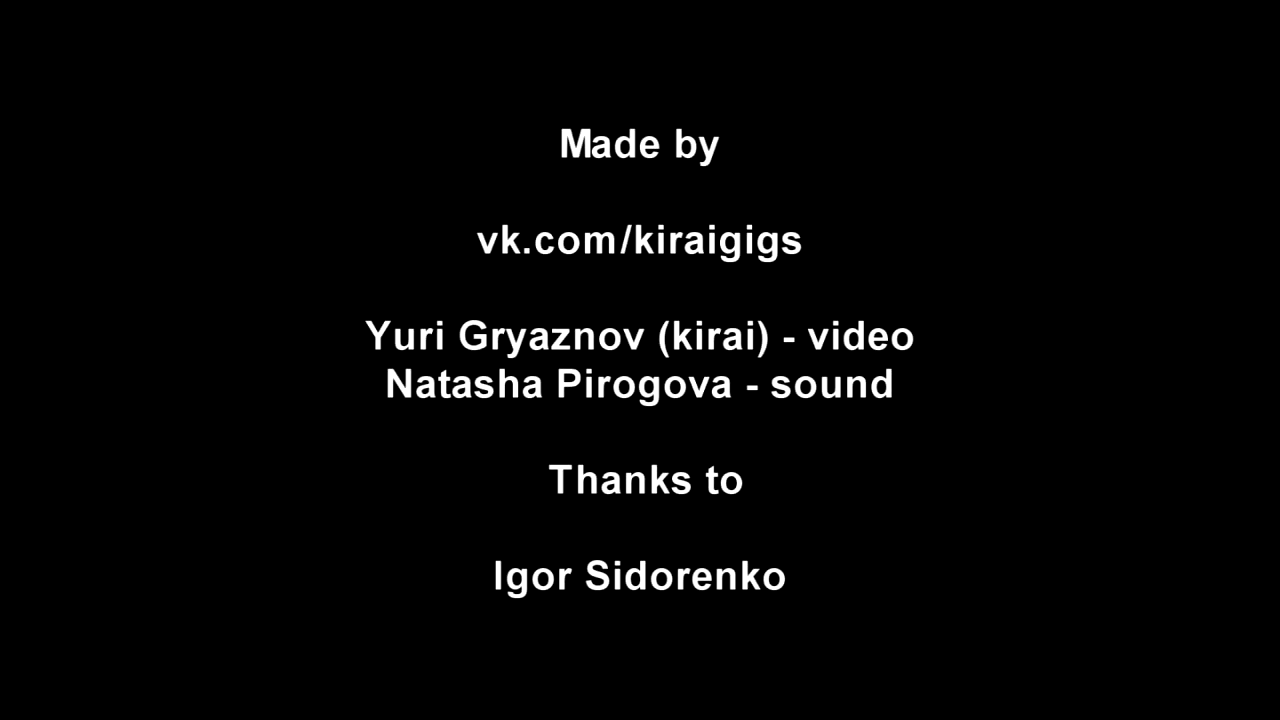 Made by
vk.com/kiraigigs
Yuri Gryaznov (kirai) - video
Natasha Pirogova - sound
Thanks to
Igor Sidorenko